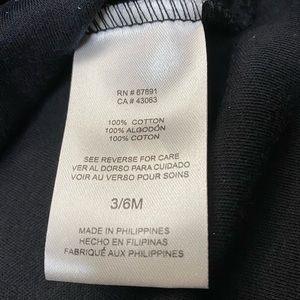 RN # 67891
CA # 43063
100% COTTON
100% ALGODÓN
100% COTON
SEE REVERSE FOR CARE
VER AL DORSO PARA CUIDADO
VOIR AU VERSO POUR SOINS
3/6M
MADE IN PHILIPPINES
HECHO EN FILIPINAS
FABRIQUÉ AUX PHILIPPINES